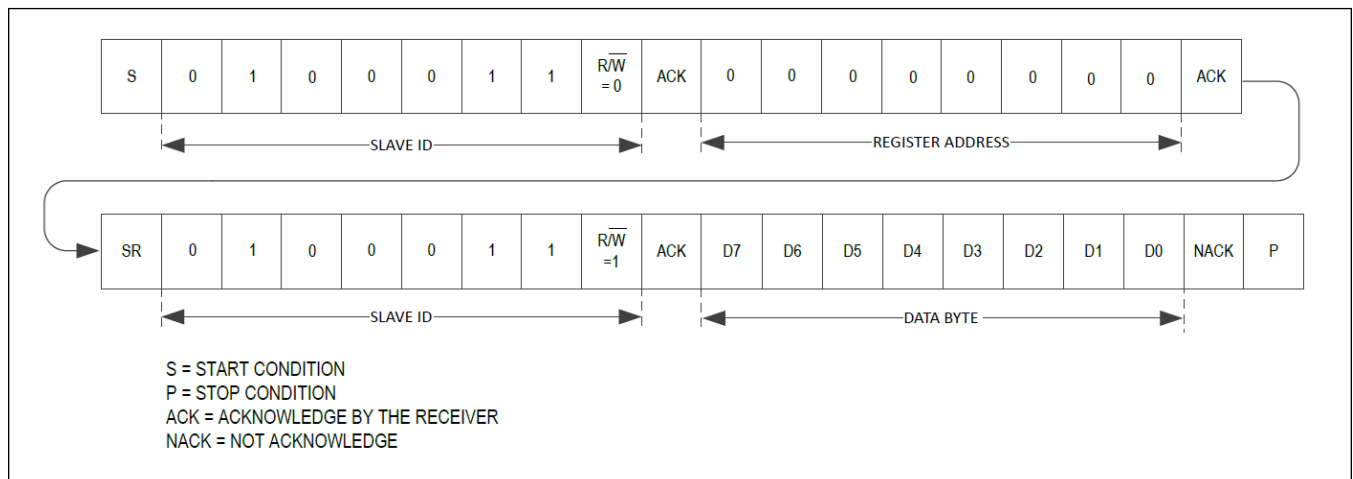 S 0 1 0 0 0 1 1 R/W = 0 ACK 0 0 0 0 0 0 0 0 ACK
SLAVE ID REGISTER ADDRESS
SR 0 1 0 0 0 1 1 R/W =1 ACK D7 D6 D5 D4 D3 D2 D1 D0 NACK P
SLAVE ID DATA BYTE
S = START CONDITION
P = STOP CONDITION
ACK = ACKNOWLEDGE BY THE RECEIVER
NACK = NOT ACKNOWLEDGE